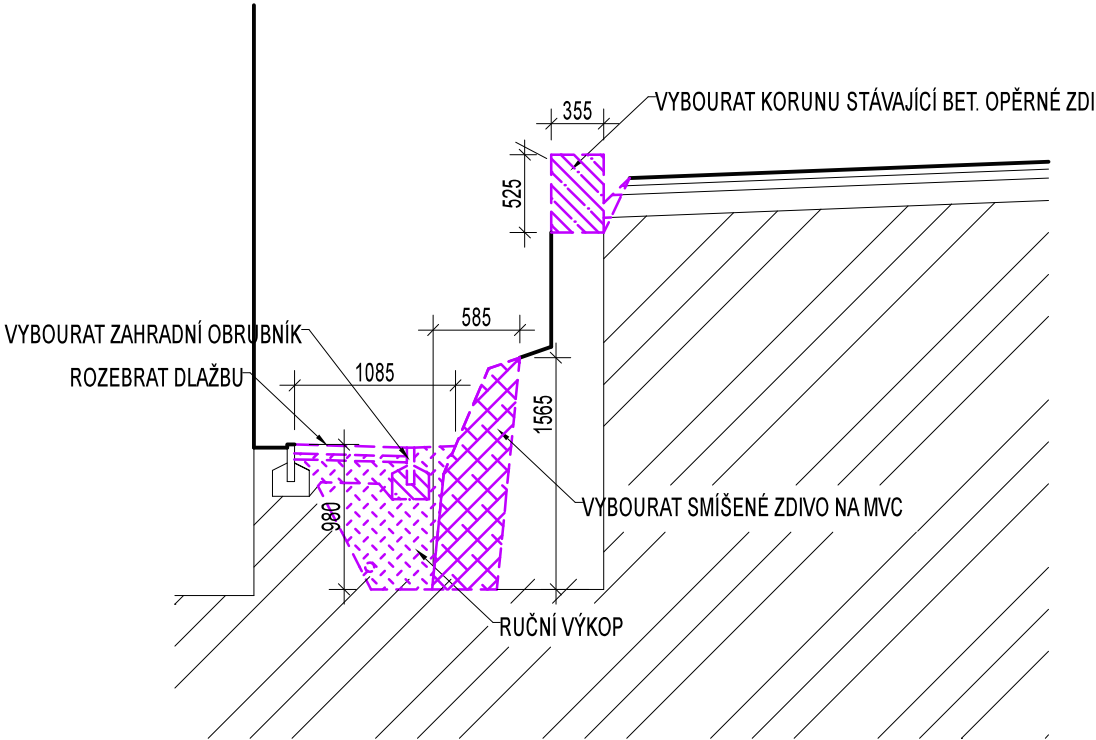 VYBOURAT KORUNU STÁVAJÍCÍ BET. OPĚRNÉ ZDI
355
525
585
VYBOURAT ZAHRADNÍ OBRUBNÍK
ROZEBRAT DLAŽBU
1085
1565
VYBOURAT SMÍŠENÉ ZDIVO NA MVC
980
RUČNÍ VÝKOP